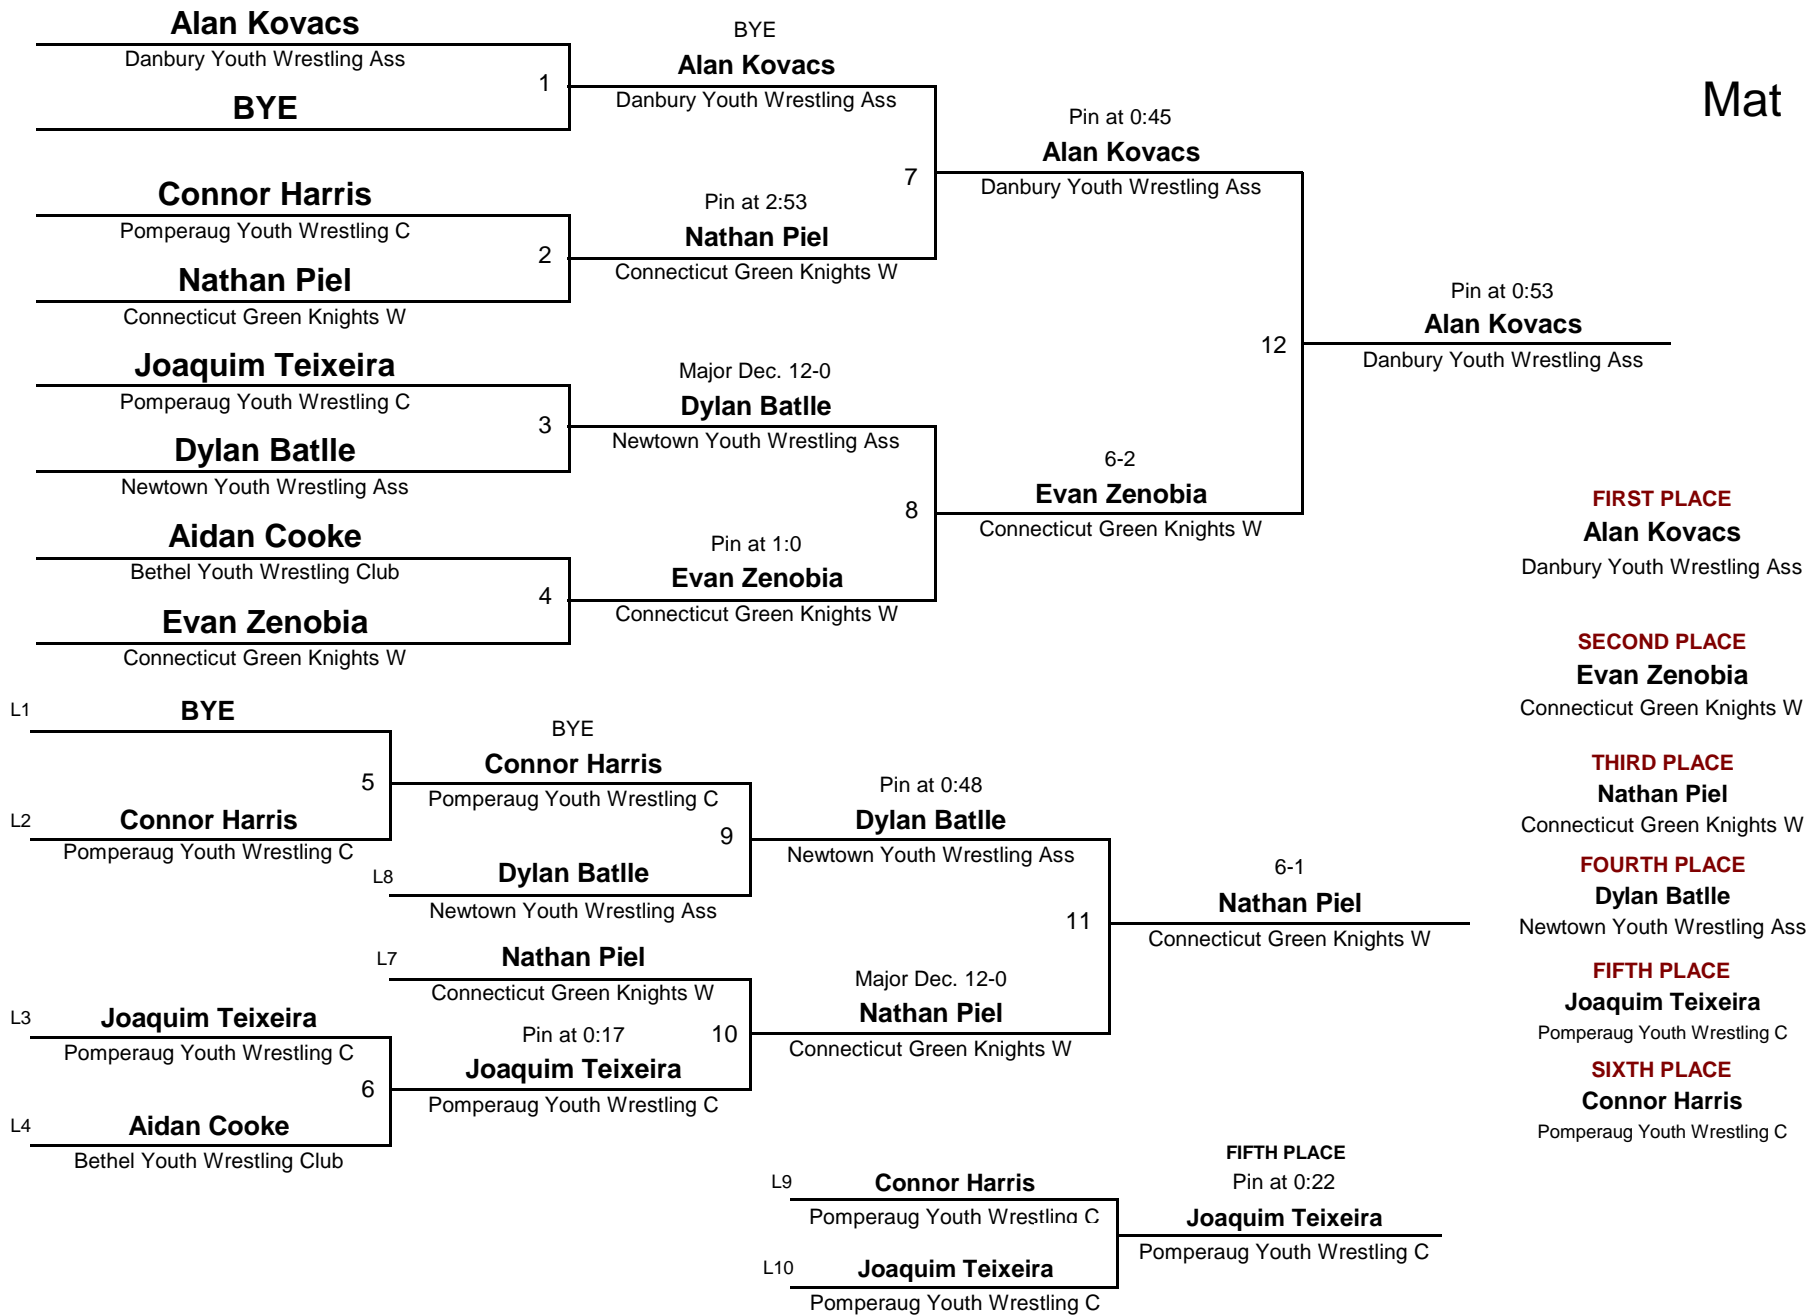 Mat
Alan Kovacs
Danbury Youth Wrestling Ass
1
BYE
BYE
Alan Kovacs
Danbury Youth Wrestling Ass
Connor Harris
Pomperaug Youth Wrestling C
2
Nathan Piel
Connecticut Green Knights W
Pin at 2:53
Nathan Piel
Connecticut Green Knights W
7
Pin at 0:45
Alan Kovacs
Danbury Youth Wrestling Ass
Joaquim Teixeira
Pomperaug Youth Wrestling C
3
Dylan Batlle
Newtown Youth Wrestling Ass
Major Dec. 12-0
Dylan Batlle
Newtown Youth Wrestling Ass
Aidan Cooke
Bethel Youth Wrestling Club
4
Evan Zenobia
Connecticut Green Knights W
Pin at 1:0
Evan Zenobia
Connecticut Green Knights W
8
6-2
Evan Zenobia
Connecticut Green Knights W
12
Pin at 0:53
Alan Kovacs
Danbury Youth Wrestling Ass
FIRST PLACE
Alan Kovacs
Danbury Youth Wrestling Ass
SECOND PLACE
Evan Zenobia
Connecticut Green Knights W
THIRD PLACE
Nathan Piel
Connecticut Green Knights W
FOURTH PLACE
Dylan Batlle
Newtown Youth Wrestling Ass
FIFTH PLACE
Joaquim Teixeira
Pomperaug Youth Wrestling C
SIXTH PLACE
Connor Harris
Pomperaug Youth Wrestling C
L1
BYE
5
L2
Connor Harris
Pomperaug Youth Wrestling C
BYE
Connor Harris
Pomperaug Youth Wrestling C
9
L8
Dylan Batlle
Newtown Youth Wrestling Ass
Pin at 0:48
Dylan Batlle
Newtown Youth Wrestling Ass
L7
Nathan Piel
Connecticut Green Knights W
L3
Joaquim Teixeira
Pomperaug Youth Wrestling C
6
L4
Aidan Cooke
Bethel Youth Wrestling Club
Pin at 0:17
10
Joaquim Teixeira
Pomperaug Youth Wrestling C
Major Dec. 12-0
Nathan Piel
Connecticut Green Knights W
11
6-1
Nathan Piel
Connecticut Green Knights W
L9
Connor Harris
Pomperaug Youth Wrestling C
L10
Joaquim Teixeira
Pomperaug Youth Wrestling C
FIFTH PLACE
Pin at 0:22
Joaquim Teixeira
Pomperaug Youth Wrestling C